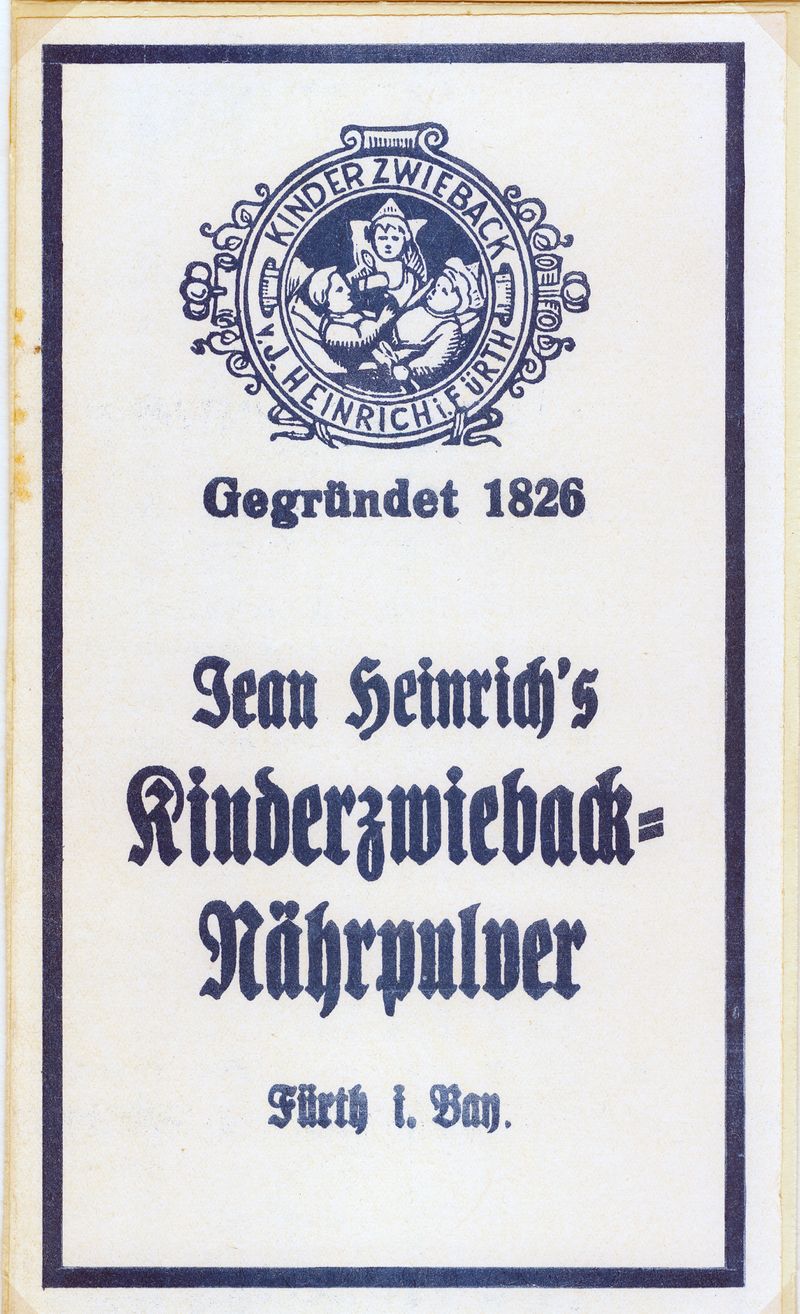 KINDER ZWIEBACK
v. J. HEINRICH i. FÜRTH
Gegründet 1826
Jean Heinrich's
Kinderzwieback=
Nährpulver
Fürth i. Bay.